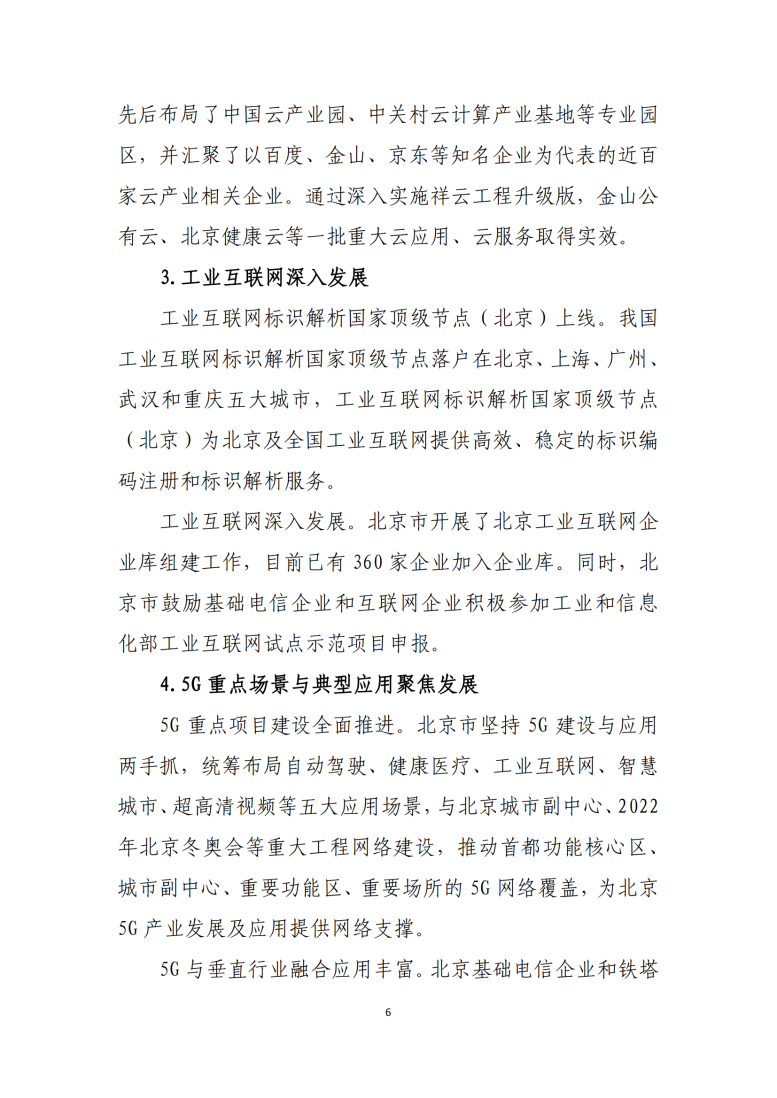 先后布局了中国云产业园、中关村云计算产业基地等专业园
区，并汇聚了以百度、金山、京东等知名企业为代表的近百
家云产业相关企业。通过深入实施祥云工程升级版，金山公
有云、北京健康云等一批重大云应用、云服务取得实效。
3.工业互联网深入发展
工业互联网标识解析国家顶级节点（北京）上线。我国
工业互联网标识解析国家顶级节点落户在北京、上海、广州、
武汉和重庆五大城市，工业互联网标识解析国家顶级节点
（北京）为北京及全国工业互联网提供高效、稳定的标识编
码注册和标识解析服务。
工业互联网深入发展。北京市开展了北京工业互联网企
业库组建工作，目前已有 360 家企业加入企业库。同时，北
京市鼓励基础电信企业和互联网企业积极参加工业和信息
化部工业互联网试点示范项目申报。
4.5G 重点场景与典型应用聚焦发展
5G 重点项目建设全面推进。北京市坚持 5G 建设与应用
两手抓，统筹布局自动驾驶、健康医疗、工业互联网、智慧
城市、超高清视频等五大应用场景，与北京城市副中心、2022
年北京冬奥会等重大工程网络建设，推动首都功能核心区、
城市副中心、重要功能区、重要场所的 5G 网络覆盖，为北京
5G 产业发展及应用提供网络支撑。
5G 与垂直行业融合应用丰富。北京基础电信企业和铁塔
6